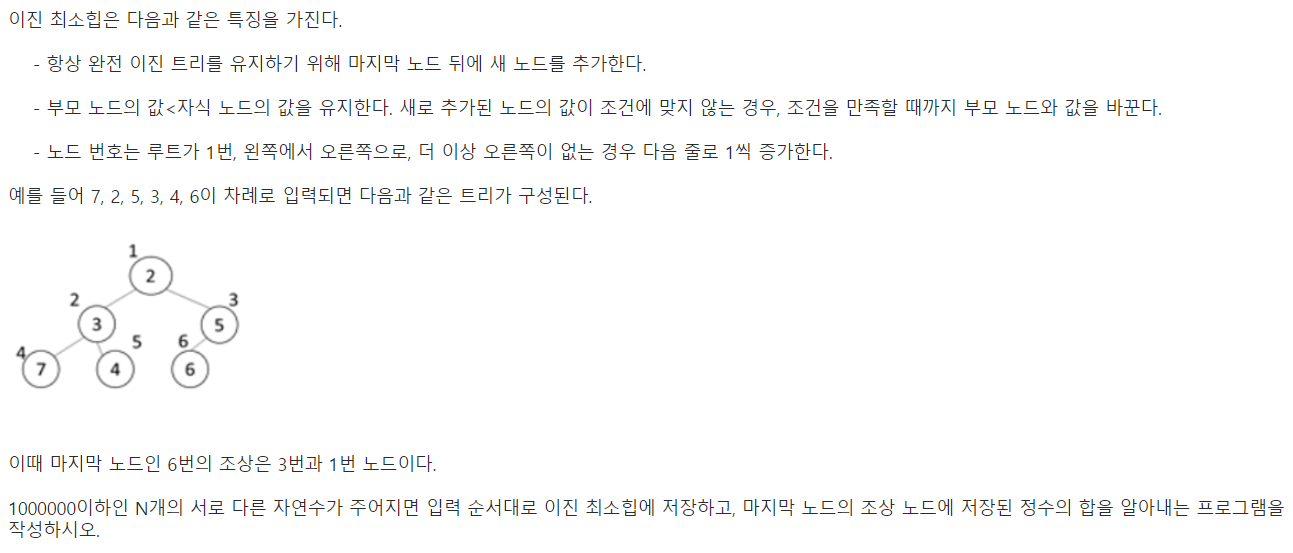 이진 최소힙은 다음과 같은 특징을 가진다.
- 항상 완전 이진 트리를 유지하기 위해 마지막 노드 뒤에 새 노드를 추가한다.
- 부모 노드의 값<자식 노드의 값을 유지한다. 새로 추가된 노드의 값이 조건에 맞지 않는 경우, 조건을 만족할 때까지 부모 노드와 값을 바꾼다.
- 노드 번호는 루트가 1번, 왼쪽에서 오른쪽으로, 더 이상 오른쪽이 없는 경우 다음 줄로 1씩 증가한다.
예를 들어 7, 2, 5, 3, 4, 6이 차례로 입력되면 다음과 같은 트리가 구성된다.
1
2
2 3
3 5
5 6
4
7 4 6
이때 마지막 노드인 6번의 조상은 3번과 1번 노드이다.
1000000이하인 N개의 서로 다른 자연수가 주어지면 입력 순서대로 이진 최소힙에 저장하고, 마지막 노드의 조상 노드에 저장된 정수의 합을 알아내는 프로그램을
작성하시오.